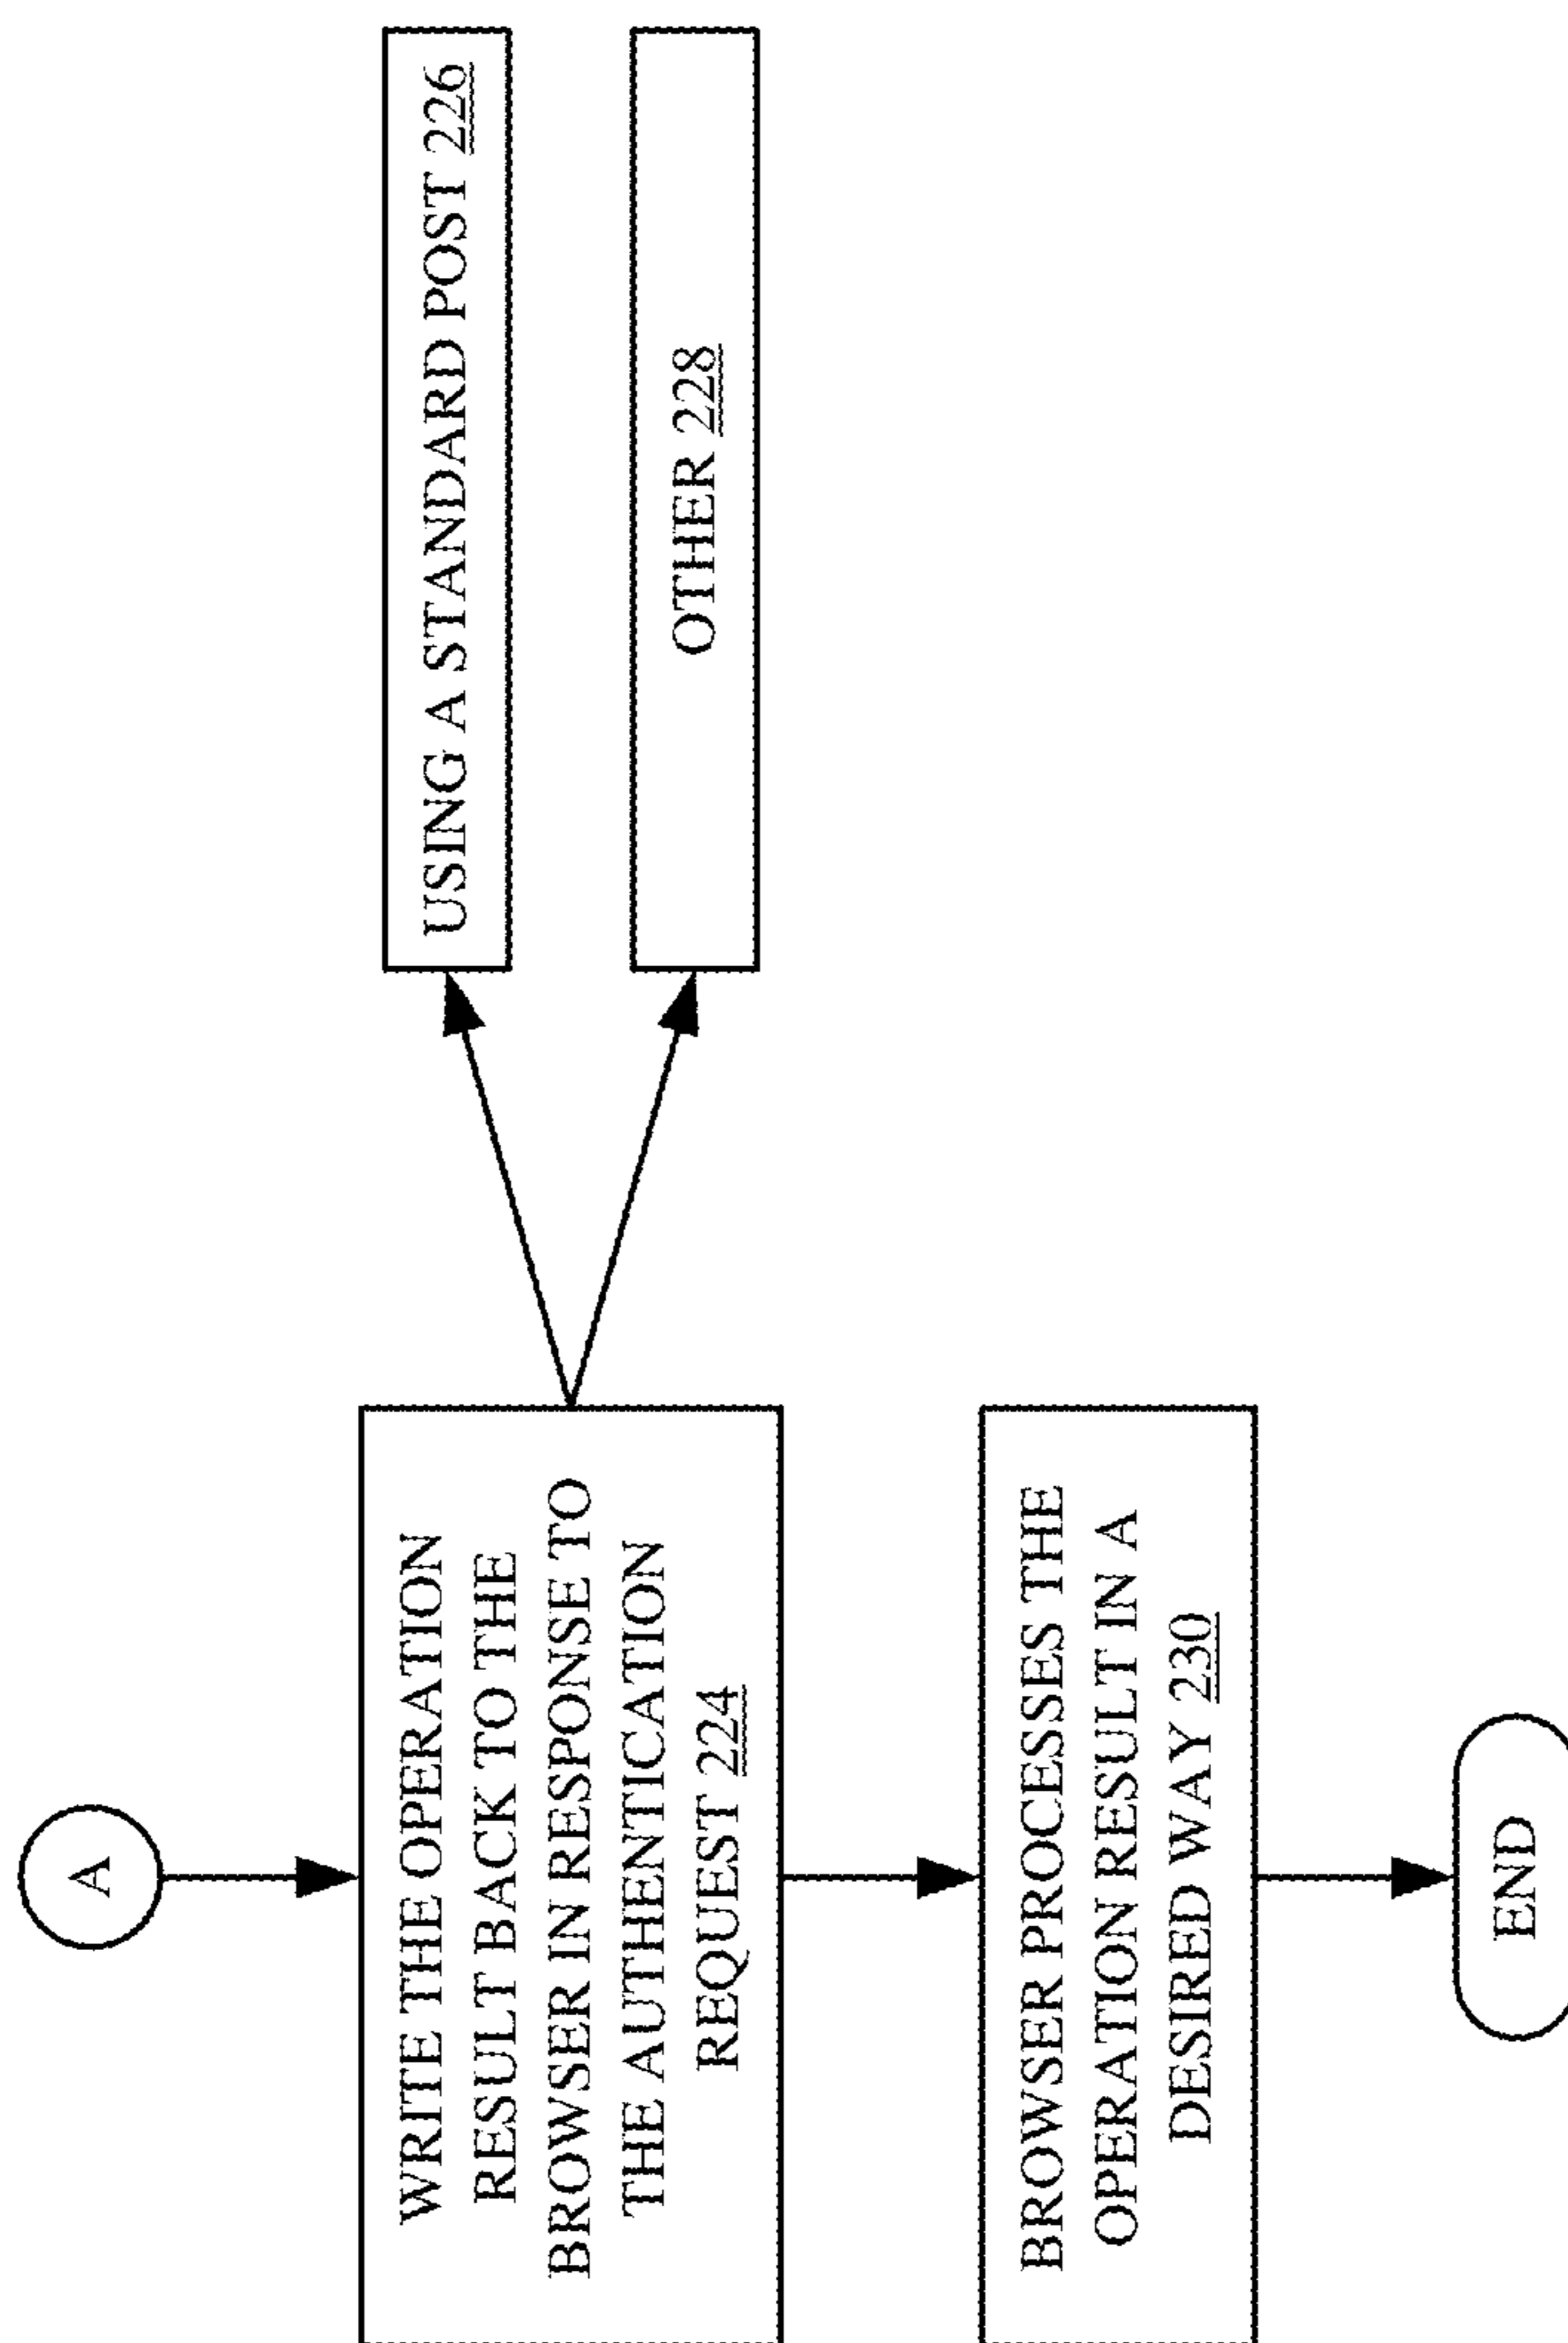 A
WRITE THE OPERATION
RESULT BACK TO THE
BROWSER IN RESPONSE TO
THE AUTHENTICATION
REQUEST 224
USING A STANDARD POST 226
OTHER 228
BROWSER PROCESSES THE
OPERATION RESULT IN A
DESIRED WAY 230
END